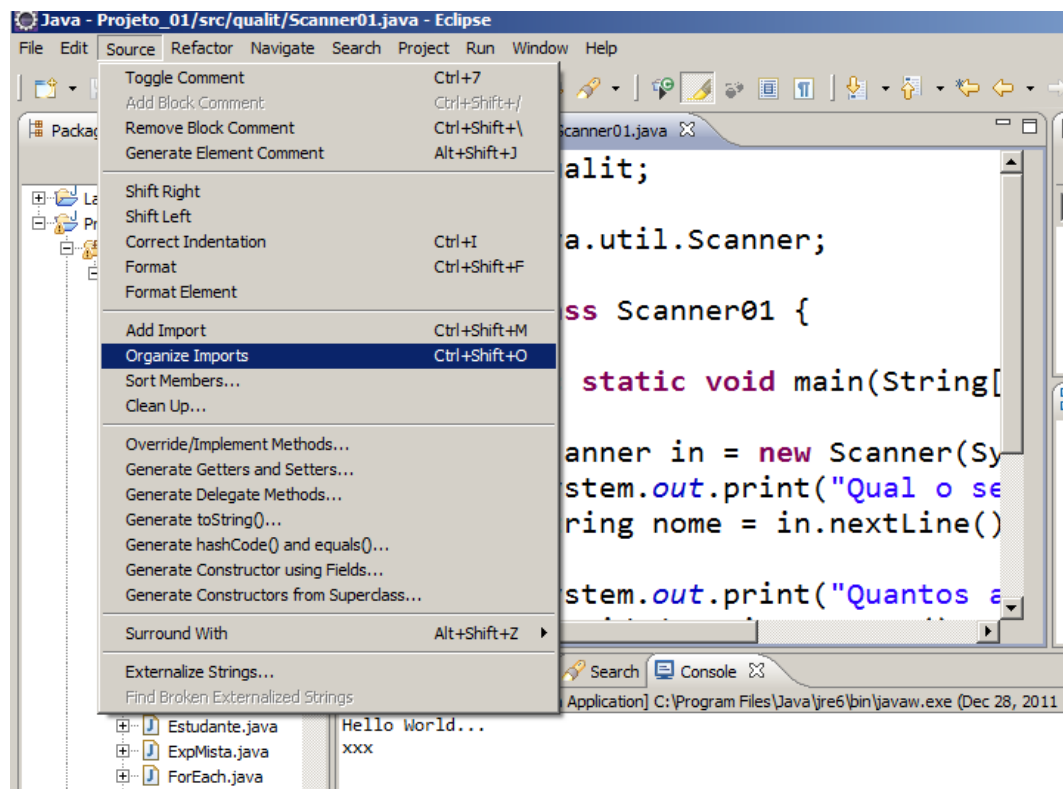 Java - Projeto_01/src/qualit/Scanner01.java - Eclipse
File Edit Source Refactor Navigate Search Project Run Window Help
Toggle Comment Ctrl+7
Add Block Comment Ctrl+Shift+/
Remove Block Comment Ctrl+Shift+\
Generate Element Comment Alt+Shift+J
Shift Right
Shift Left
Correct Indentation Ctrl+I
Format Ctrl+Shift+F
Format Element
Add Import Ctrl+Shift+M
Organize Imports Ctrl+Shift+O
Sort Members...
Clean Up...
Override/Implement Methods...
Generate Getters and Setters...
Generate Delegate Methods...
Generate toString()...
Generate hashCode() and equals()...
Generate Constructor using Fields...
Generate Constructors from Superclass...
Surround With Alt+Shift+Z
Externalize Strings...
Find Broken Externalized Strings
Packag
La
Pr
Estudante.java
ExpMista.java
ForEach.java
Scanner01.java
alit;
a.util.Scanner;
ss Scanner01 {
static void main(String[
anner in = new Scanner(Sy
stem.out.print("Qual o se
ring nome = in.nextLine()
stem.out.print("Quantos a
Search Console
Application] C:\Program Files\Java\jre6\bin\javaw.exe (Dec 28, 2011
Hello World...
xxx